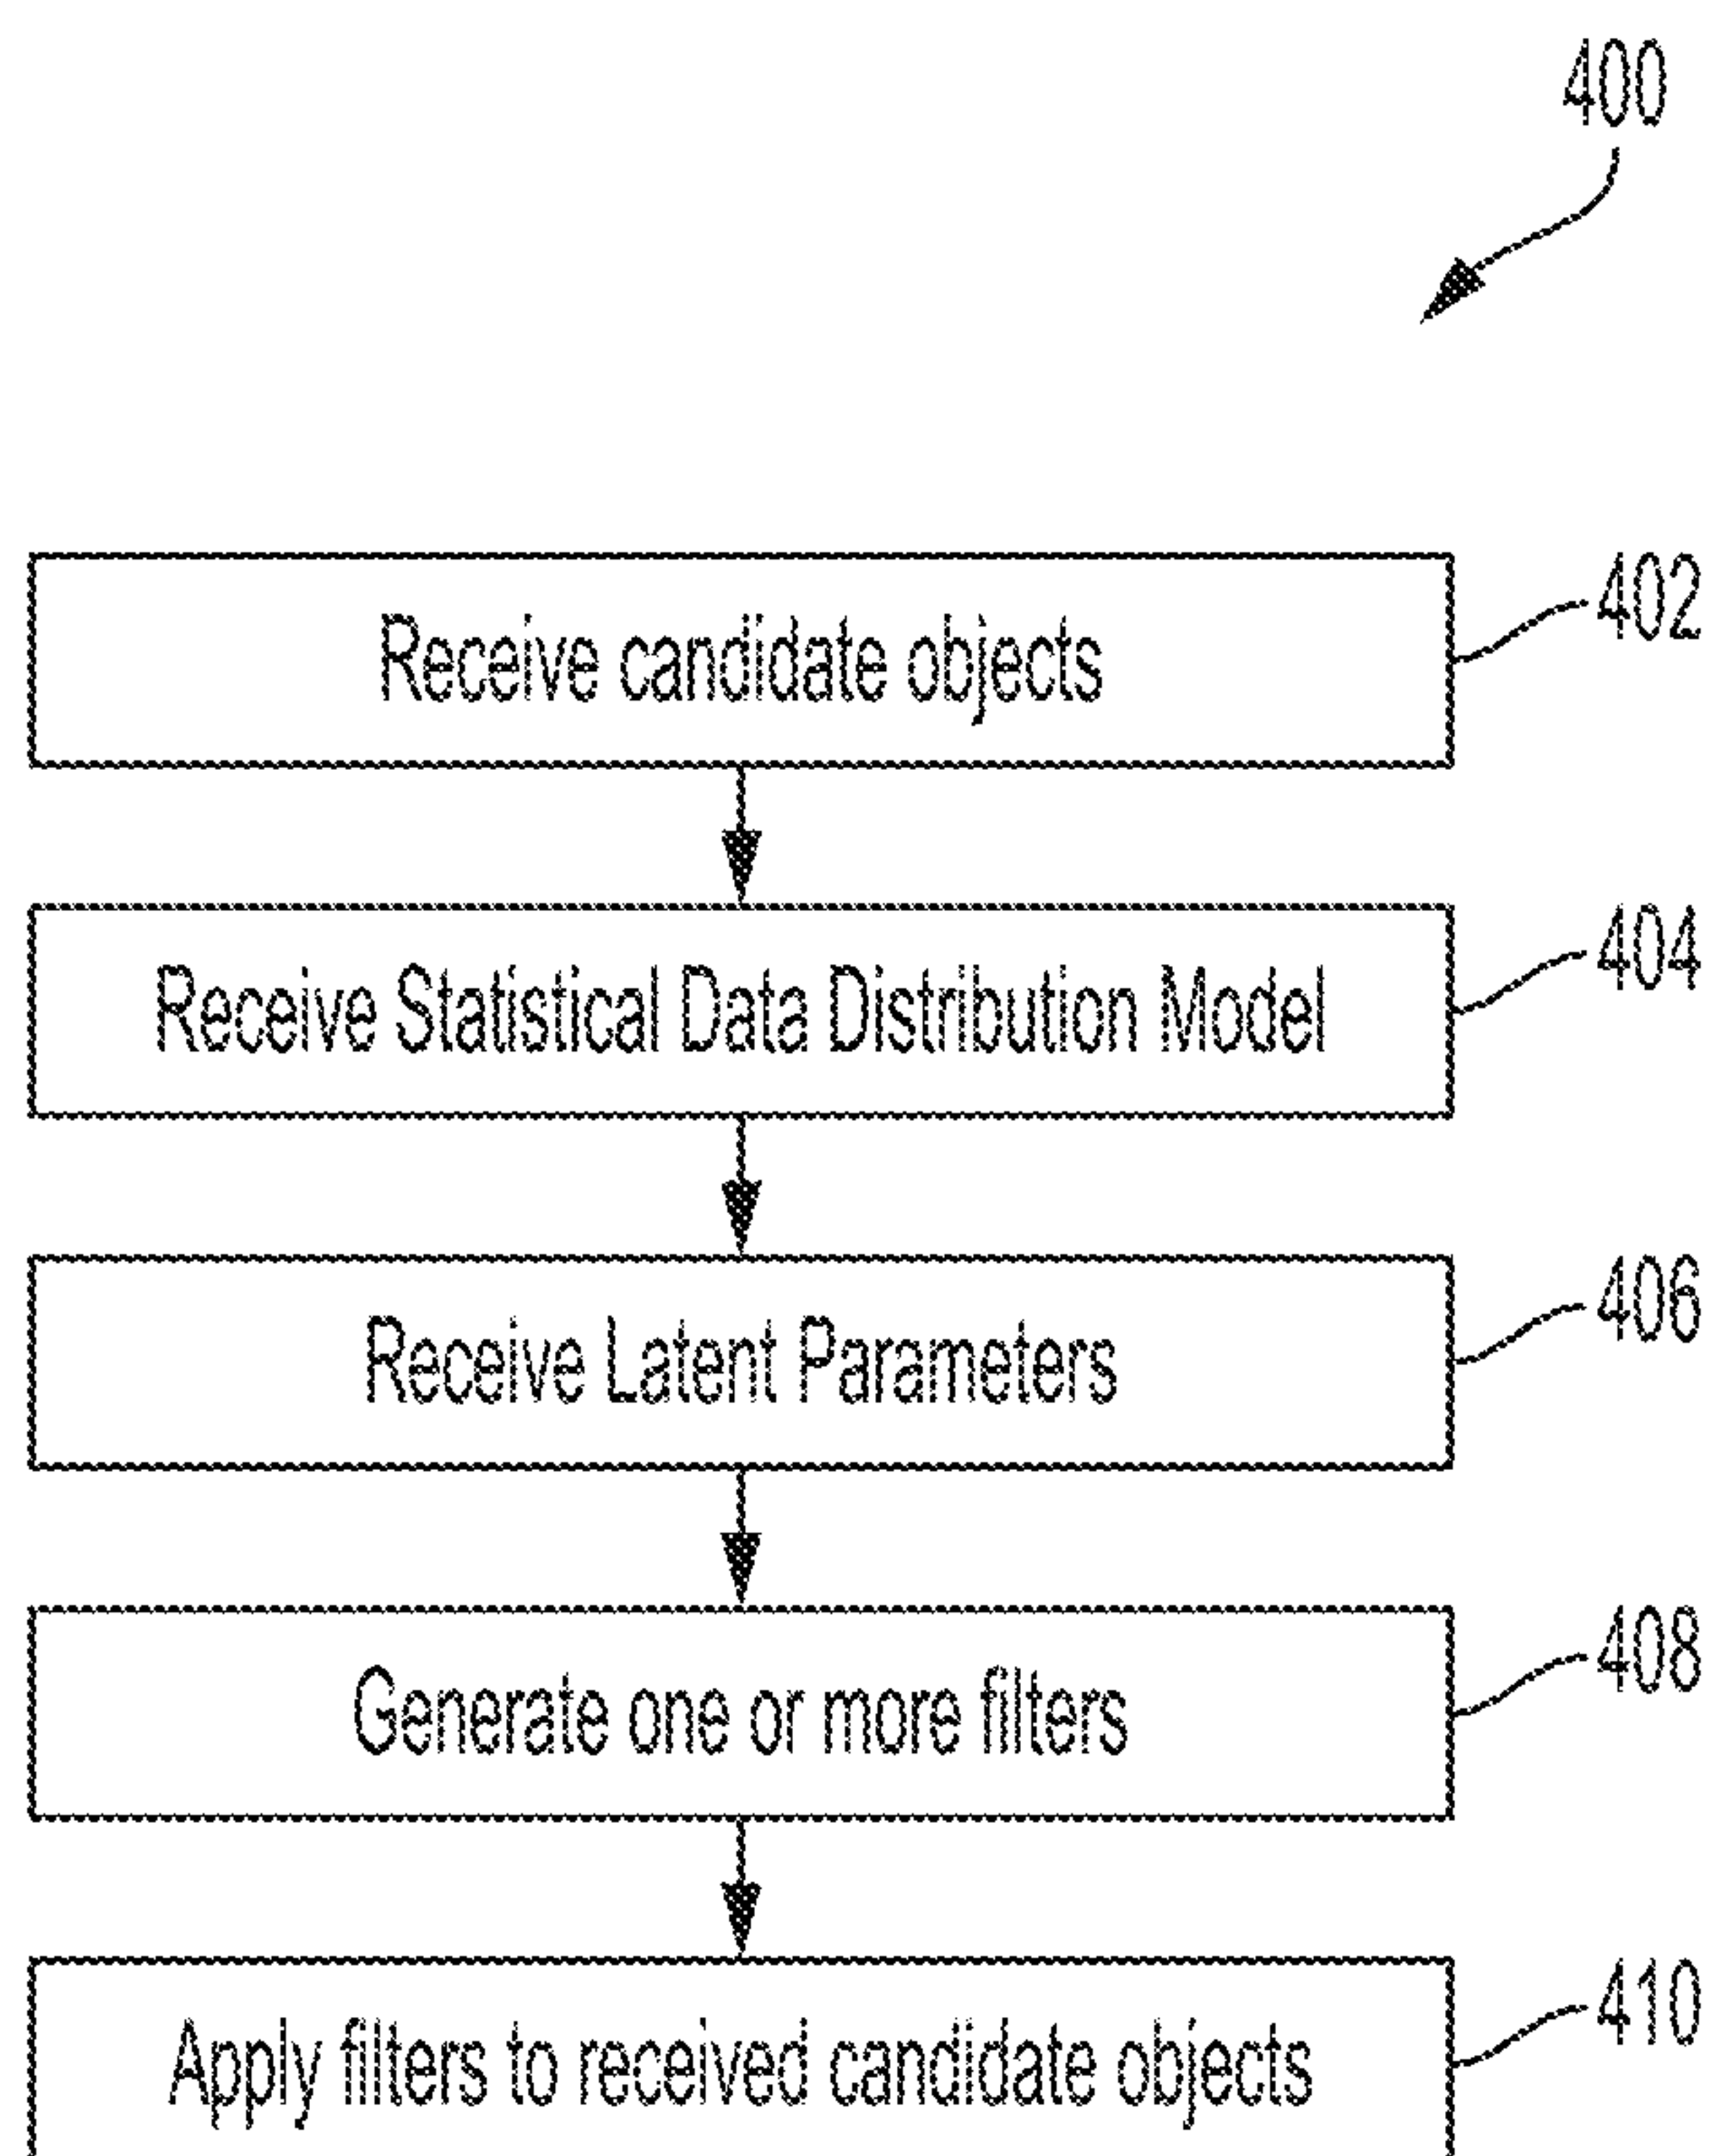 400
Receive candidate objects
402
Receive Statistical Data Distribution Model
404
Receive Latent Parameters
406
Generate one or more filters
408
Apply filters to received candidate objects
410